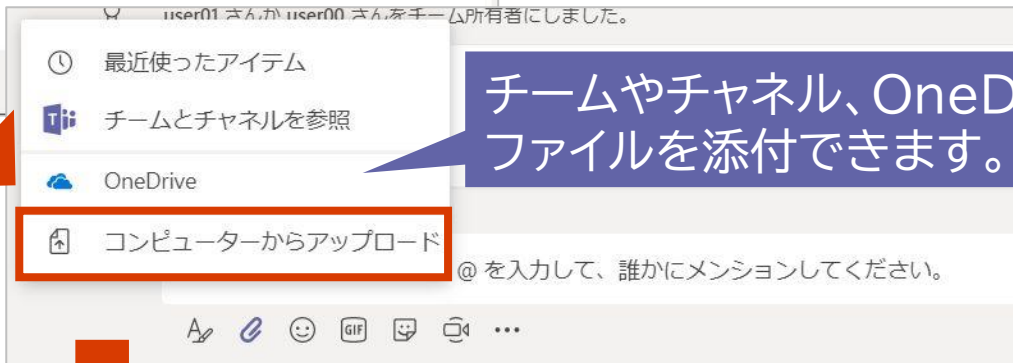 user01 さんが user00 さんをチーム所有者にしました。
最近使ったアイテム
チームとチャネルを参照
OneDrive
コンピューターからアップロード
チームやチャネル、OneD
ファイルを添付できます。
@ を入力して、誰かにメンションしてください。
GIF